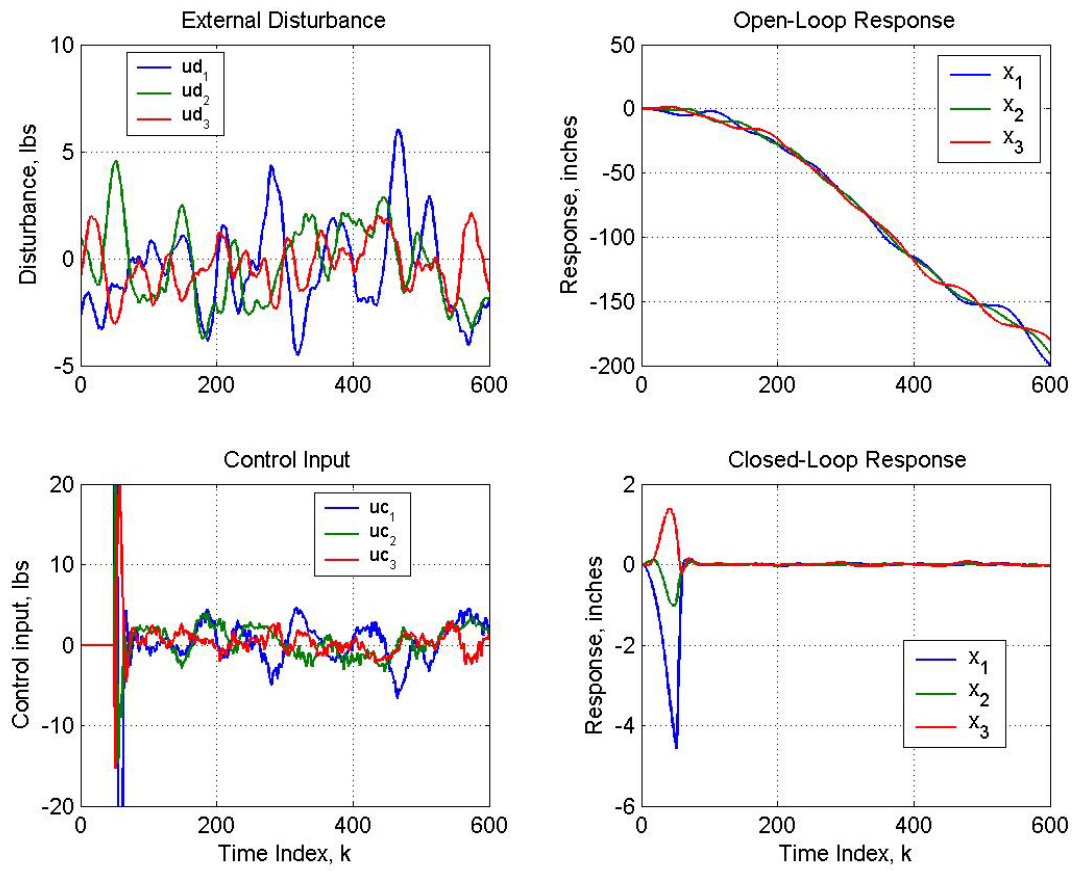 External Disturbance
10
5
0
-5
0
200
400
600
Disturbance, lbs
ud1
ud2
ud3
Open-Loop Response
50
0
-50
-100
-150
-200
0
200
400
600
Response, inches
x1
x2
x3
Control Input
20
10
0
-10
-20
0
200
400
600
Control input, lbs
Time Index, k
uc1
uc2
uc3
Closed-Loop Response
2
0
-2
-4
-6
0
200
400
600
Response, inches
Time Index, k
x1
x2
x3